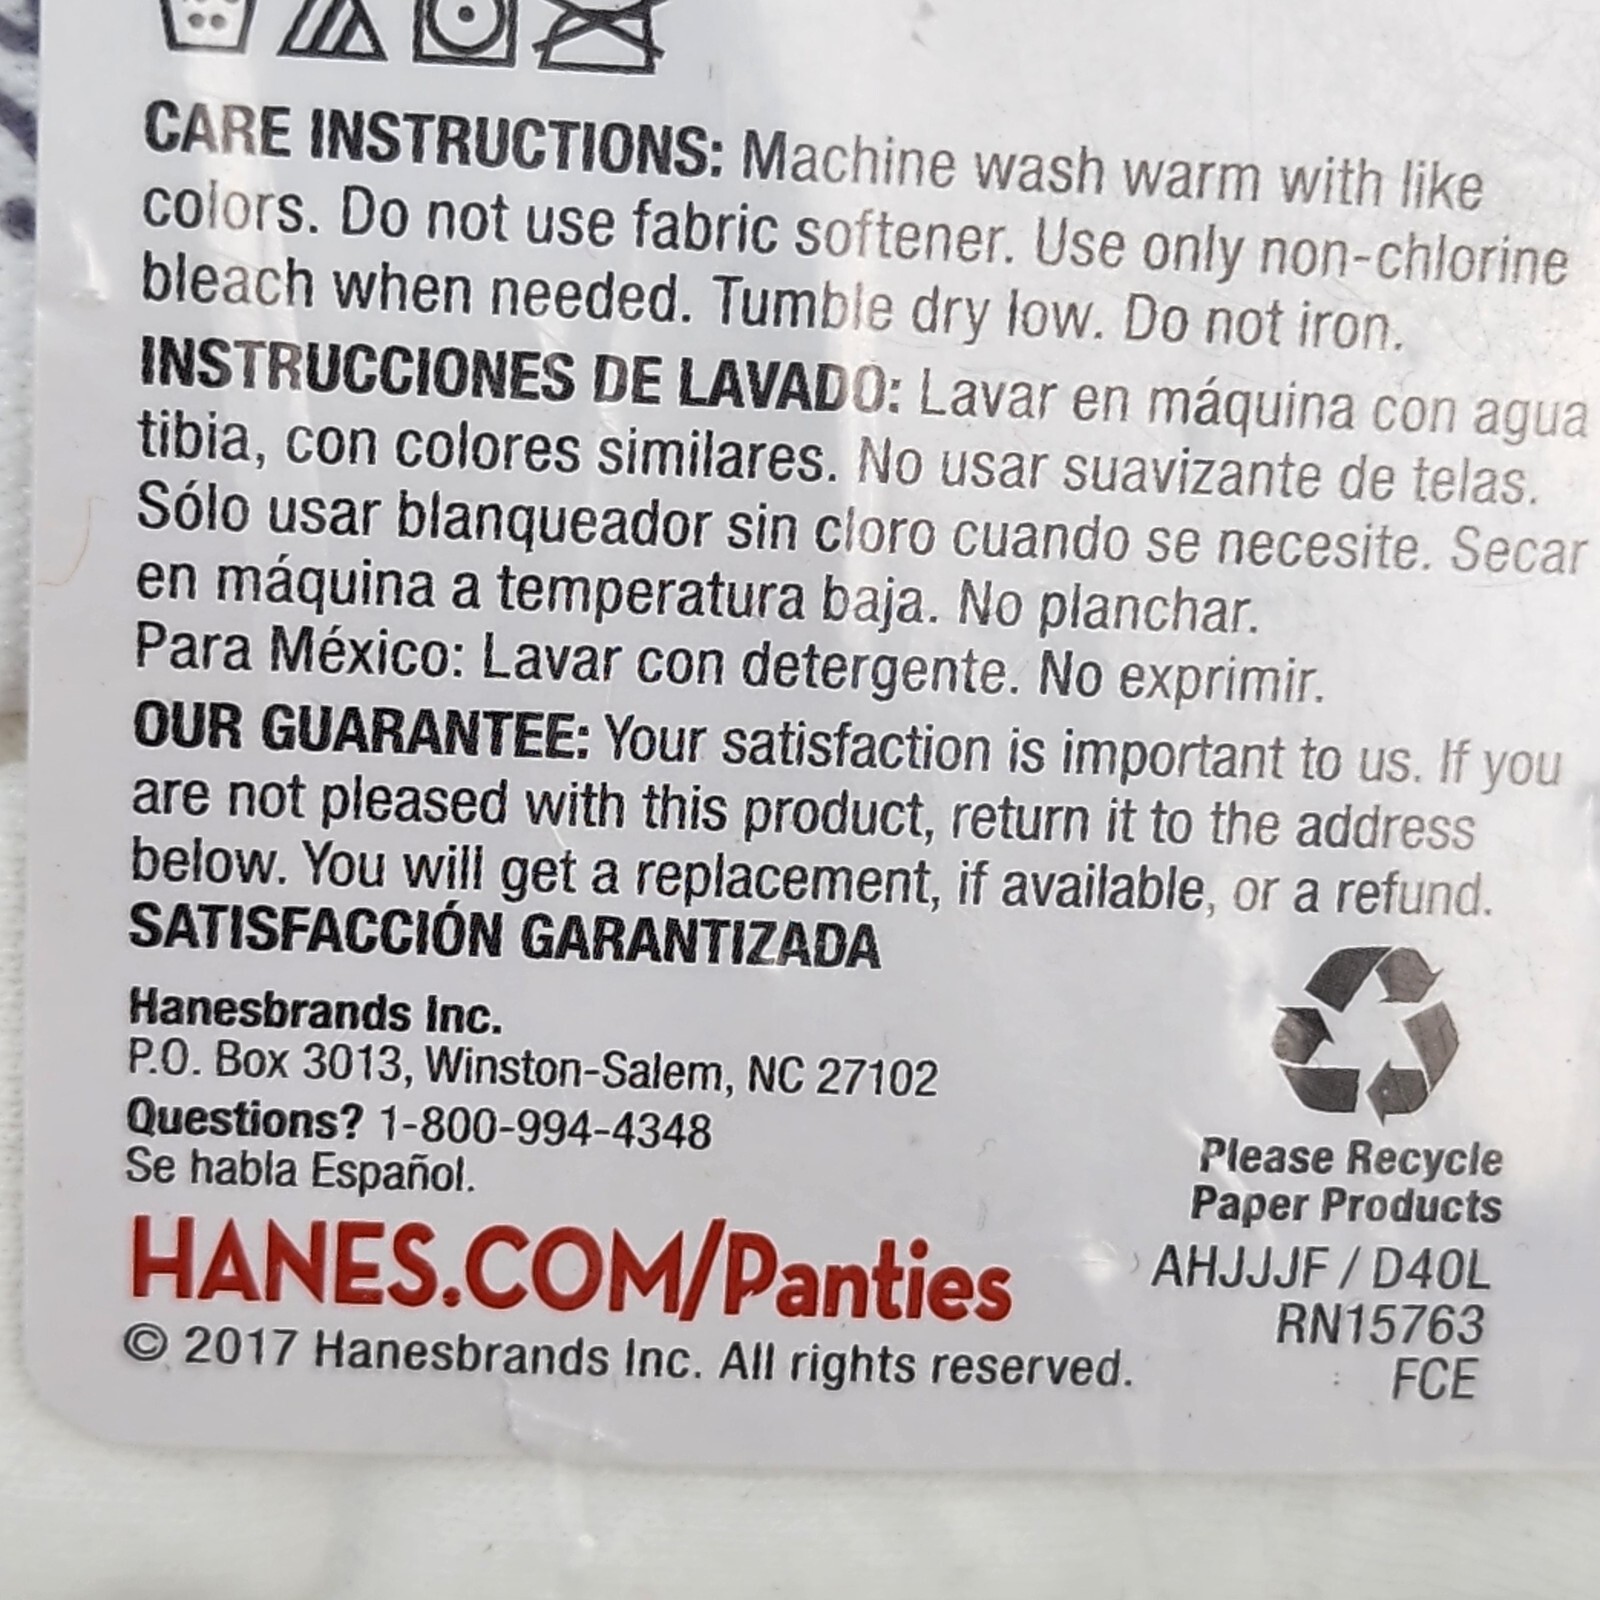 CARE INSTRUCTIONS: Machine wash warm with like
colors. Do not use fabric softener. Use only non-chlorine
bleach when needed. Tumble dry low. Do not iron.
INSTRUCCIONES DE LAVADO: Lavar en máquina con agua
tibia, con colores similares. No usar suavizante de telas.
Sólo usar blanqueador sin cloro cuando se necesite. Secar
en máquina a temperatura baja. No planchar.
Para México: Lavar con detergente. No exprimir.
OUR GUARANTEE: Your satisfaction is important to us. If you
are not pleased with this product, return it to the address
below. You will get a replacement, if available, or a refund.
SATISFACCIÓN GARANTIZADA
Hanesbrands Inc.
P.O. Box 3013, Winston-Salem, NC 27102
Questions? 1-800-994-4348
Se habla Español.
HANES.COM/Panties
© 2017 Hanesbrands Inc. All rights reserved.
Please Recycle
Paper Products
AHJJJF / D40L
RN15763
FCE